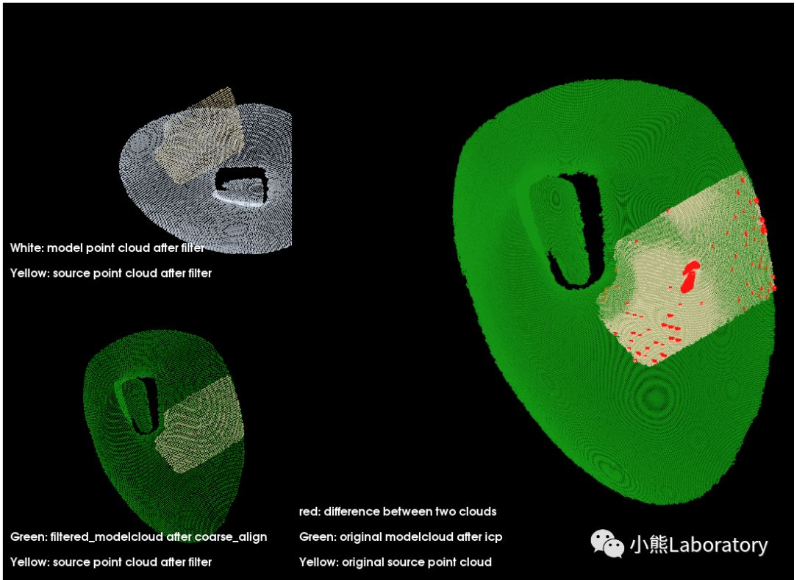 White: model point cloud after filter
Yellow: source point cloud after filter
Green: filtered_modelcloud after coarse_align
Yellow: source point cloud after filter
red: difference between two clouds
Green: original modelcloud after icp
Yellow: original source point cloud
小熊Laboratory